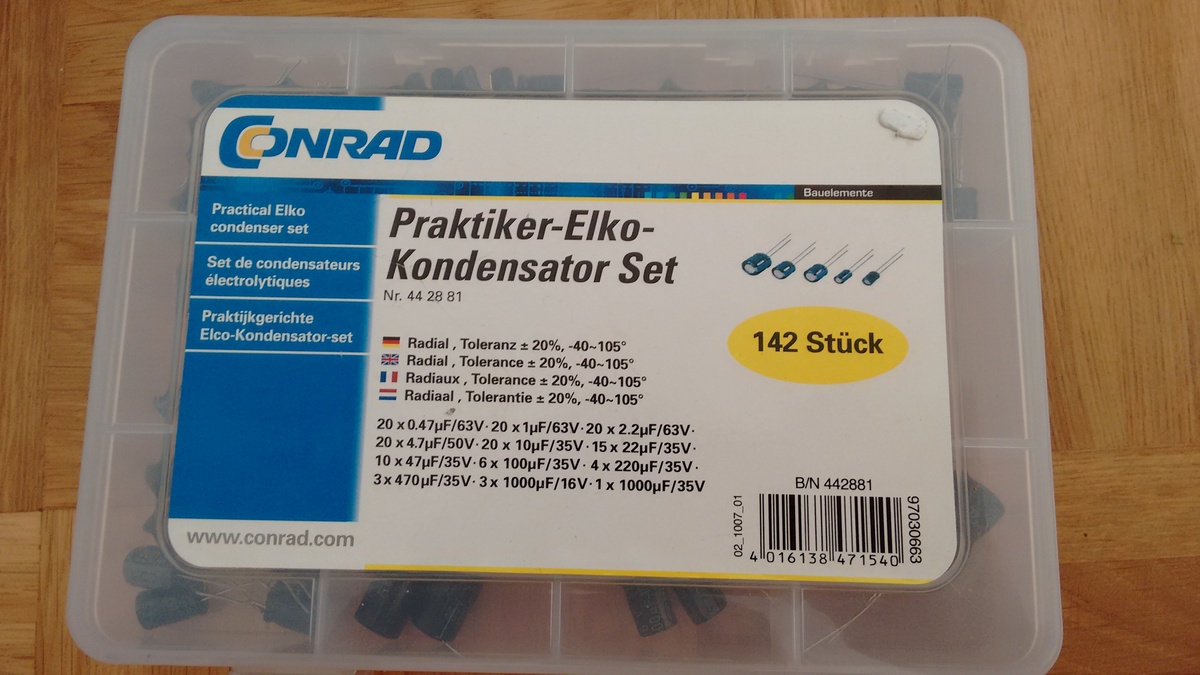 CONRAD
Bauelemente
Practical Elko
condenser set
Set de condensateurs
électrolytiques
Praktijkgerichte
Elco-Kondensator-set
Praktiker-Elko-
Kondensator Set
Nr. 44 28 81
142 Stück
Radial , Toleranz ± 20%, -40~105°
Radial , Tolerance ± 20%, -40~105°
Radiaux , Tolerance ± 20%, -40~105°
Radiaal , Tolerantie ± 20%, -40~105°
20 x 0.47µF/63V · 20 x 1µF/63V · 20 x 2.2µF/63V ·
20 x 4.7µF/50V · 20 x 10µF/35V · 15 x 22µF/35V ·
10 x 47µF/35V · 6 x 100µF/35V · 4 x 220µF/35V ·
3 x 470µF/35V · 3 x 1000µF/16V · 1 x 1000µF/35V
www.conrad.com
B/N 442881
02_1007_01
4 016138 471540
97030663